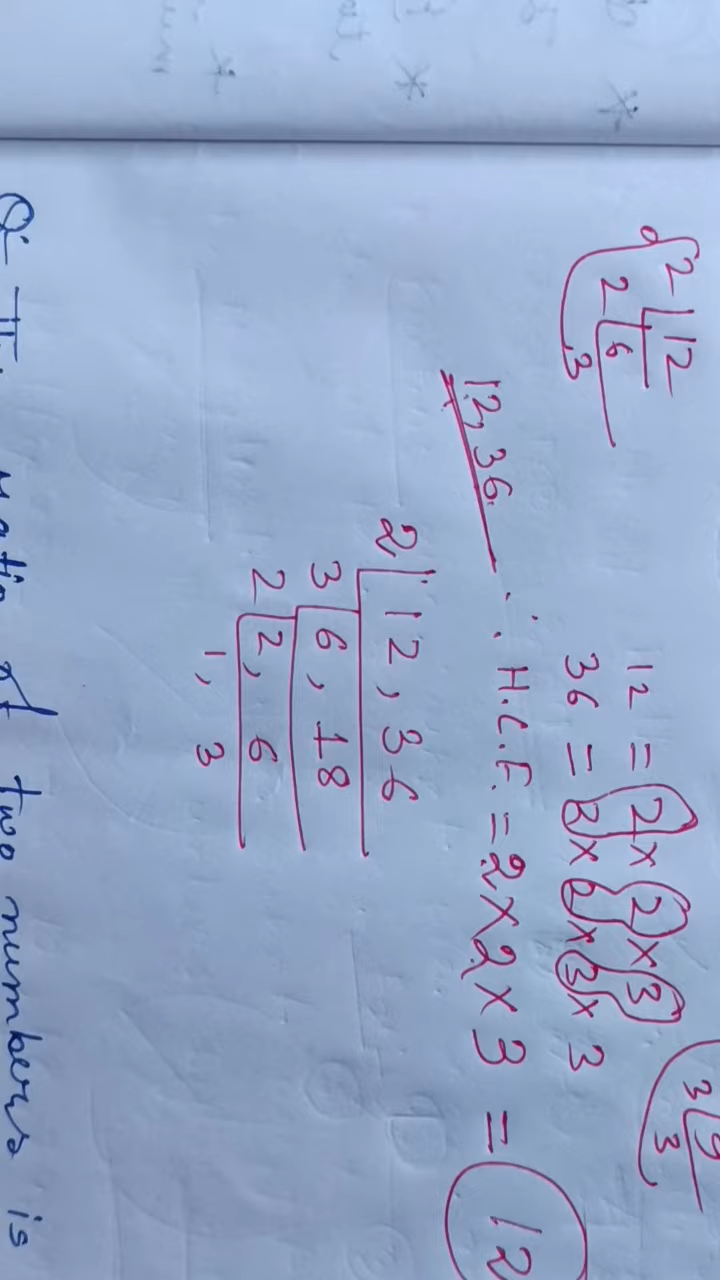 2 | 12
2 | 6
3
12 = 2 × 2 × 3
36 = 2 × 2 × 3 × 3
12, 36
∴ H.C.F. = 2 × 2 × 3 = 12
3 | 9
3
2 | 12, 36
3 | 6, 18
2 | 2, 6
1, 3
Q- ratio of two numbers is